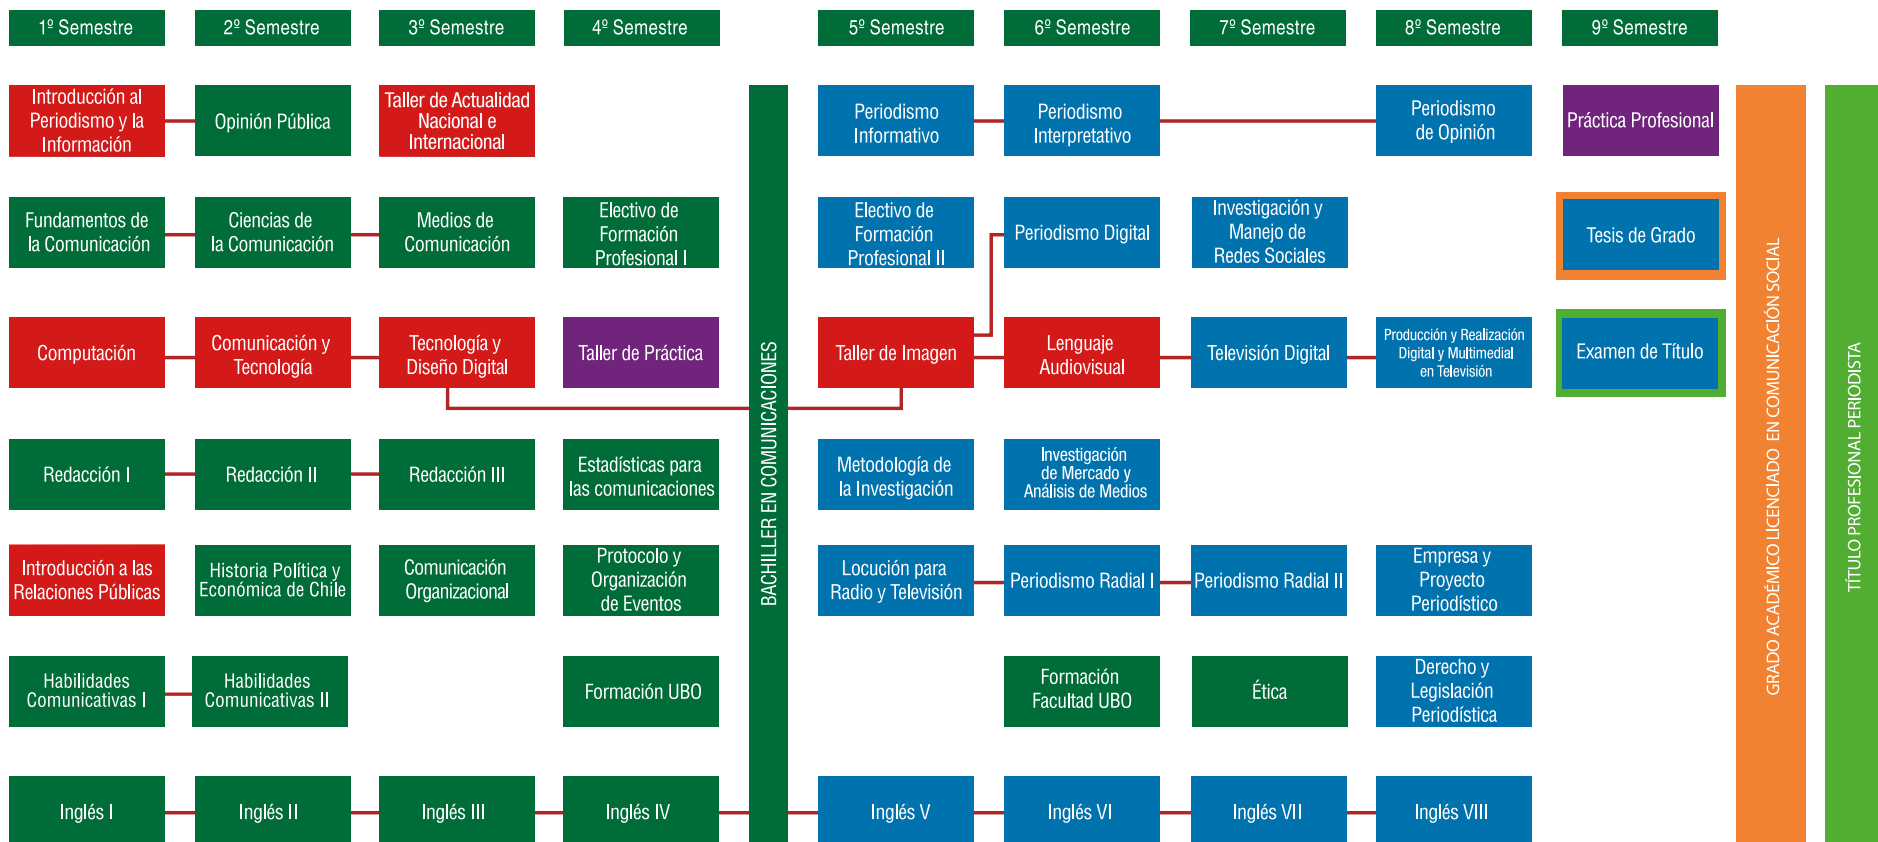 1º Semestre
2º Semestre
3º Semestre
4º Semestre
5º Semestre
6º Semestre
7º Semestre
8º Semestre
9º Semestre
Introducción al
Periodismo y la
Información
Opinión Pública
Taller de Actualidad
Nacional e
Internacional
Periodismo
Informativo
Periodismo
Interpretativo
Periodismo
de Opinión
Práctica Profesional
Fundamentos de
la Comunicación
Ciencias de
la Comunicación
Medios de
Comunicación
Electivo de
Formación
Profesional I
Electivo de
Formación
Profesional II
Periodismo Digital
Investigación y
Manejo de
Redes Sociales
Tesis de Grado
Computación
Comunicación y
Tecnología
Tecnología y
Diseño Digital
Taller de Práctica
Taller de Imagen
Lenguaje
Audiovisual
Televisión Digital
Producción y Realización
Digital y Multimedial
en Televisión
Examen de Título
Redacción I
Redacción II
Redacción III
Estadísticas para
las comunicaciones
Metodología de
la Investigación
Investigación
de Mercado y
Análisis de Medios
Introducción a las
Relaciones Públicas
Historia Política y
Económica de Chile
Comunicación
Organizacional
Protocolo y
Organización
de Eventos
Locución para
Radio y Televisión
Periodismo Radial I
Periodismo Radial II
Empresa y
Proyecto
Periodístico
Habilidades
Comunicativas I
Habilidades
Comunicativas II
Formación UBO
Formación
Facultad UBO
Ética
Derecho y
Legislación
Periodística
Inglés I
Inglés II
Inglés III
Inglés IV
Inglés V
Inglés VI
Inglés VII
Inglés VIII
BACHILLER EN COMUNICACIONES
GRADO ACADÉMICO LICENCIADO EN COMUNICACIÓN SOCIAL
TÍTULO PROFESIONAL PERIODISTA